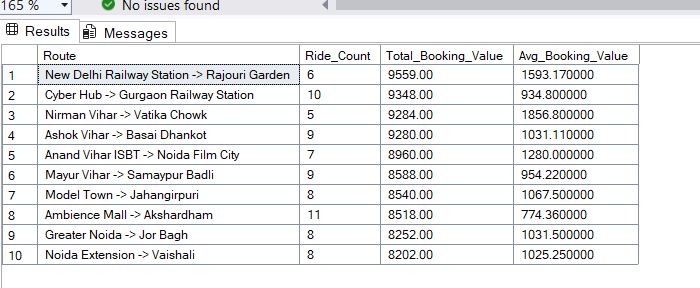 165 % No issues found
Results Messages
Route Ride_Count Total_Booking_Value Avg_Booking_Value
1 New Delhi Railway Station -> Rajouri Garden 6 9559.00 1593.170000
2 Cyber Hub -> Gurgaon Railway Station 10 9348.00 934.800000
3 Nirman Vihar -> Vatika Chowk 5 9284.00 1856.800000
4 Ashok Vihar -> Basai Dhankot 9 9280.00 1031.110000
5 Anand Vihar ISBT -> Noida Film City 7 8960.00 1280.000000
6 Mayur Vihar -> Samaypur Badli 9 8588.00 954.220000
7 Model Town -> Jahangirpuri 8 8540.00 1067.500000
8 Ambience Mall -> Akshardham 11 8518.00 774.360000
9 Greater Noida -> Jor Bagh 8 8252.00 1031.500000
10 Noida Extension -> Vaishali 8 8202.00 1025.250000